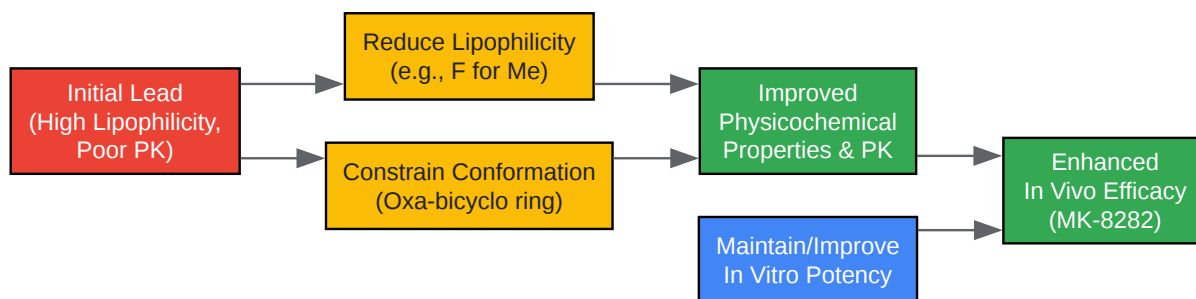 Initial Lead
(High Lipophilicity,
Poor PK)
Reduce Lipophilicity
(e.g., F for Me)
Constrain Conformation
(Oxa-bicyclo ring)
Improved
Physicochemical
Properties & PK
Maintain/Improve
In Vitro Potency
Enhanced
In Vivo Efficacy
(MK-8282)